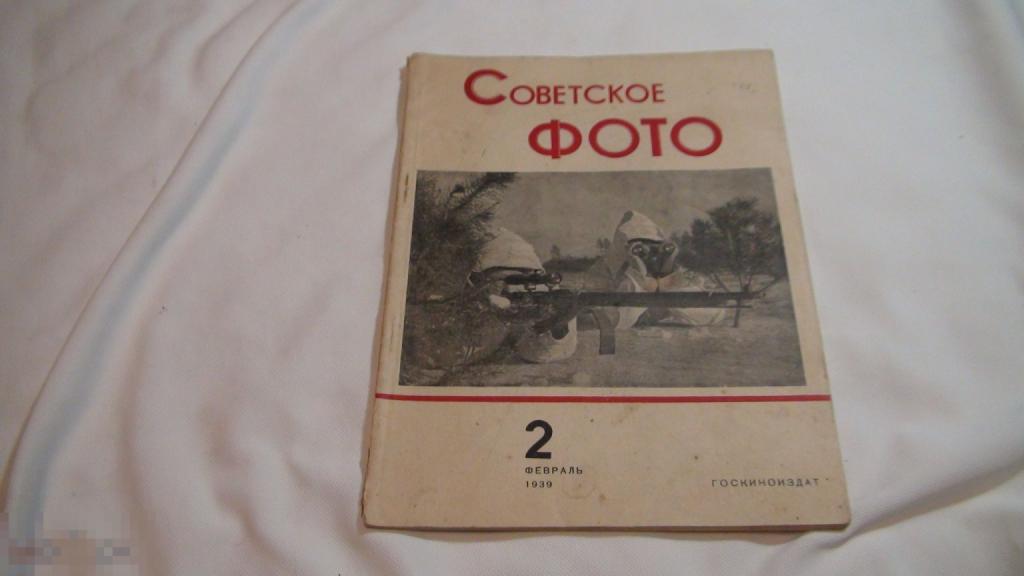 СОВЕТСКОЕ
ФОТО
2
ФЕВРАЛЬ
1939
ГОСКИНОИЗДАТ